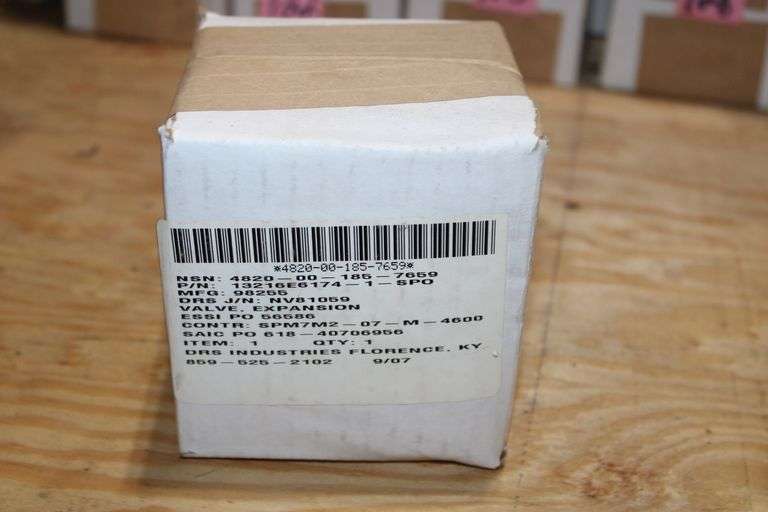 *4820-00-185-7659*
NSN: 4820-00-185-7659
P/N: 13216E6174-1-SPO
MFG: 98255
DRS J/N: NV81059
VALVE, EXPANSION
ESSI PO 56586
CONTR: SPM7M2-07-M-4600
SAIC PO 618-40706956
ITEM: 1 QTY: 1
DRS INDUSTRIES FLORENCE, KY
859-525-2102 9/07